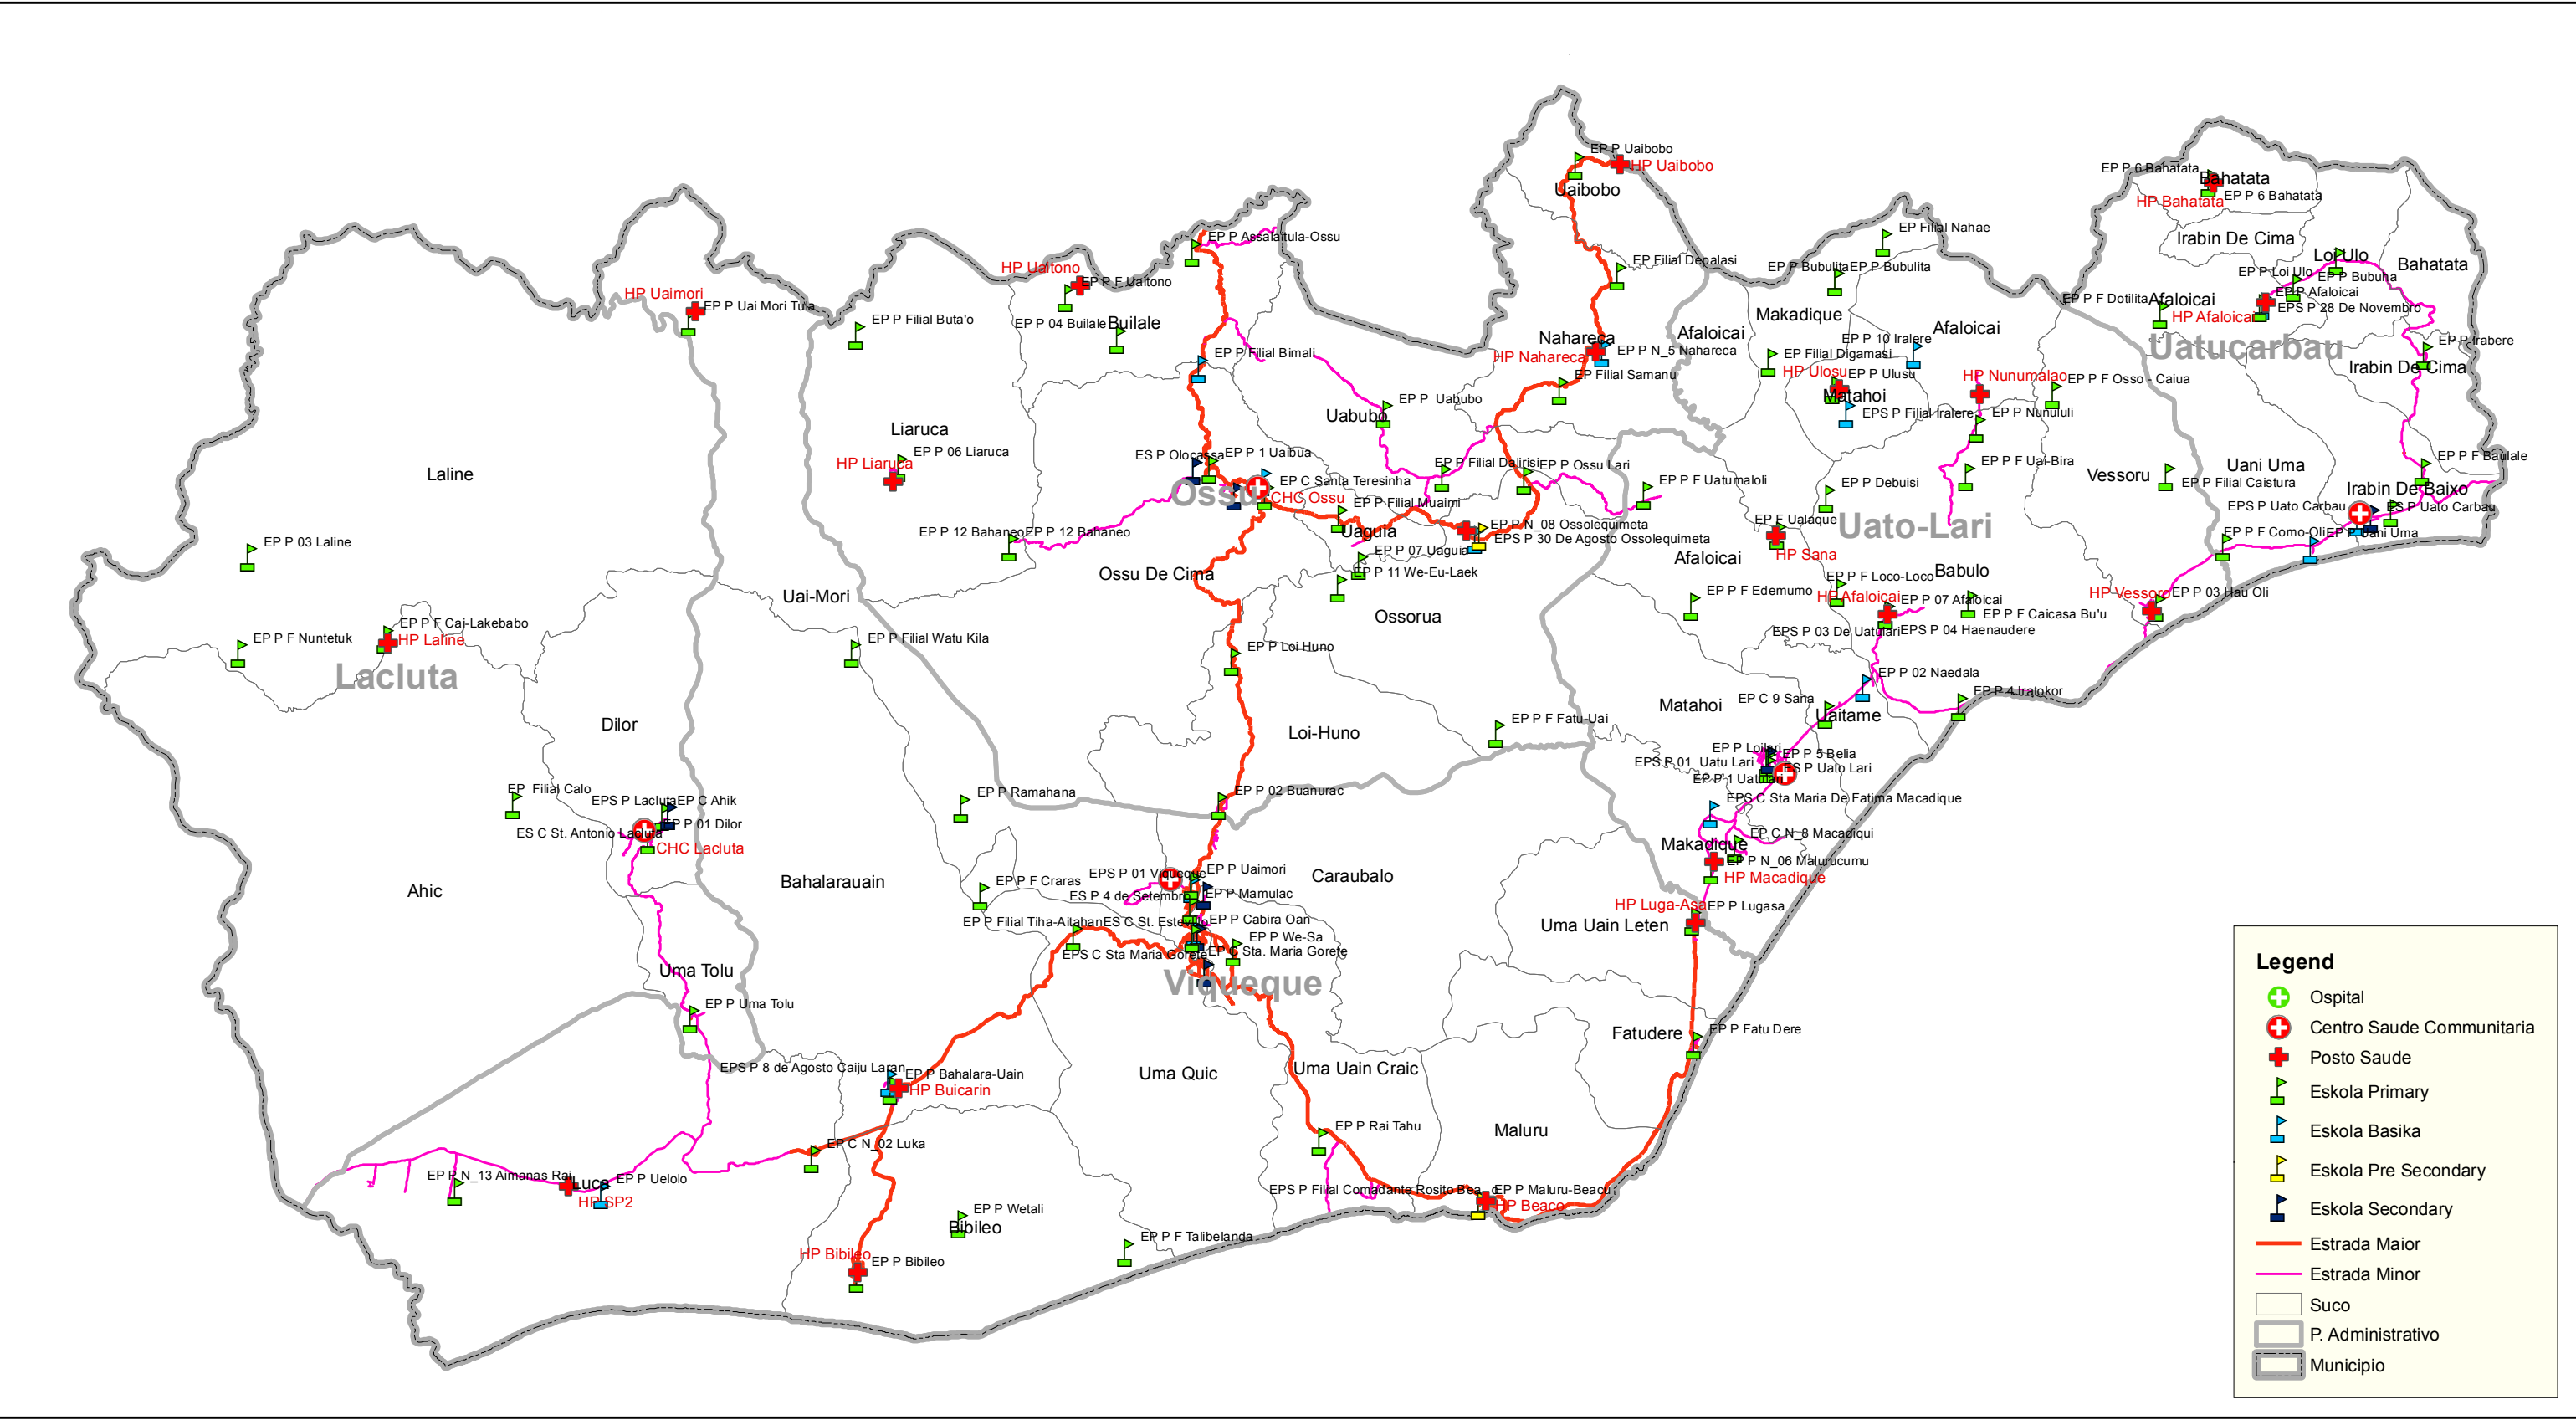 EP P Uaibobo
HP Uaibobo
Uaibobo
EP P 6 Bahatata
Bahatata
EP P 6 Bahatata
HP Bahatata
EP Filial Nahae
EP P Assalaitula-Ossu
Irabin De Cima
Loi Ulo
Bahatata
EP Filial Depalasi
EP P Bubulita
EP P Bubulita
HP Uaitono
EP P F Uaitono
EP P Loi Ulo
EP P Bubuha
EP P Afaloicai
HP Uaimori
EP P Uai Mori Tula
EP P F Dotilita
Afaloicai
EPS P 28 De Novembro
HP Afaloicai
EP P Filial Buta'o
EP P 04 Builale
Builale
Makadique
Afaloicai
Afaloicai
Nahareca
EP P 10 Iralere
Uatucarbau
EP P Irabere
EP P Filial Bimali
HP Nahareca
EP P N_5 Nahareca
EP Filial Digamasi
Irabin De Cima
EP Filial Samanu
HP Ulosu
EP P Ulusu
HP Nunumalao
EP P F Osso - Caiua
Matahoi
EPS P Filial Iralere
EP P Nunululi
EP P Uabubo
Uabubo
Liaruca
EP P 06 Liaruca
HP Liaruca
ES P Olocassa
EP P 1 Uaibua
EP P Filial Dalirisi
EP P Ossu Lari
EP P F Uai-Bira
EP P F Baulale
Laline
Vessoru
Uani Uma
EP C Santa Teresinha
Ossu
CHC Ossu
EP P F Uatumaloli
EP P Debuisi
EP P Filial Caistura
Irabin De Baixo
EP P Filial Muaimi
EPS P Uato Carbau
ES P Uato Carbau
EP P 12 Bahaneo
EP P 12 Bahaneo
Uaguia
EP P N_08 Ossolequimeta
EPS P 30 De Agosto Ossolequimeta
EP F Ualaque
Uato-Lari
EP P F Como-Oli
EP P Uani Uma
EP P 03 Laline
EP P 07 Uaguia
HP Sana
Afaloicai
EP P 11 We-Eu-Laek
Ossu De Cima
Babulo
Uai-Mori
EP P F Edemumo
EP P F Loco-Loco
HP Afaloicai
EP P 07 Afaloicai
HP Vessoro
EP P 03 Hau Oli
Ossorua
EP P F Caicasa Bu'u
EP P F Cai-Lakebabo
HP Laline
EP P F Nuntetuk
EPS P 03 De Uatulari
EPS P 04 Haenaudere
EP P Filial Watu Kila
EP P Loi Huno
Lacluta
EP P 02 Naedala
EP P 4 Iratokor
Matahoi
EP C 9 Sana
Uaitame
Dilor
EP P F Fatu-Uai
Loi-Huno
EP P Loilari
EP P 5 Belia
EPS P 01 Uatu Lari
ES P Uato Lari
EP P 1 Uatulari
EP Filial Calo
EPS P Lacluta
EP C Ahik
EP P Ramahana
EP P 02 Buanurac
EPS C Sta Maria De Fatima Macadique
EP P 01 Dilor
ES C St. Antonio Lacluta
EP C N_8 Macadiqui
CHC Lacluta
Makadique
EP P N_06 Malurucumu
HP Macadique
Ahic
Bahalarauain
EP P F Craras
EPS P 01 Viqueque
EP P Uaimori
Caraubalo
ES P 4 de Setembro
EP P Mamulac
HP Luga-Asa
EP P Lugasa
EP P Filial Tiha-Aitahan
EP P Cabira Oan
Uma Uain Leten
EP P We-Sa
EPS C Sta Maria Gorete
EP C Sta. Maria Gorete
Uma Tolu
Viqueque
EP P Uma Tolu
Fatudere
EP P Fatu Dere
EPS P 8 de Agosto Caiju Laran
EP P Bahalara-Uain
Uma Quic
Uma Uain Craic
HP Buicarin
EP C N_02 Luka
EP P Rai Tahu
Maluru
EP P N_13 Aimanas Rai
Luca
EP P Uelolo
HP SP2
EP P Maluru-Beacu
HP Beaco
EP P Wetali
Bibileo
EP P F Talibelanda
HP Bibileo
EP P Bibileo
Legend
Ospital
Centro Saude Communitaria
Posto Saude
Eskola Primary
Eskola Basika
Eskola Pre Secondary
Eskola Secondary
Estrada Maior
Estrada Minor
Suco
P. Administrativo
Municipio